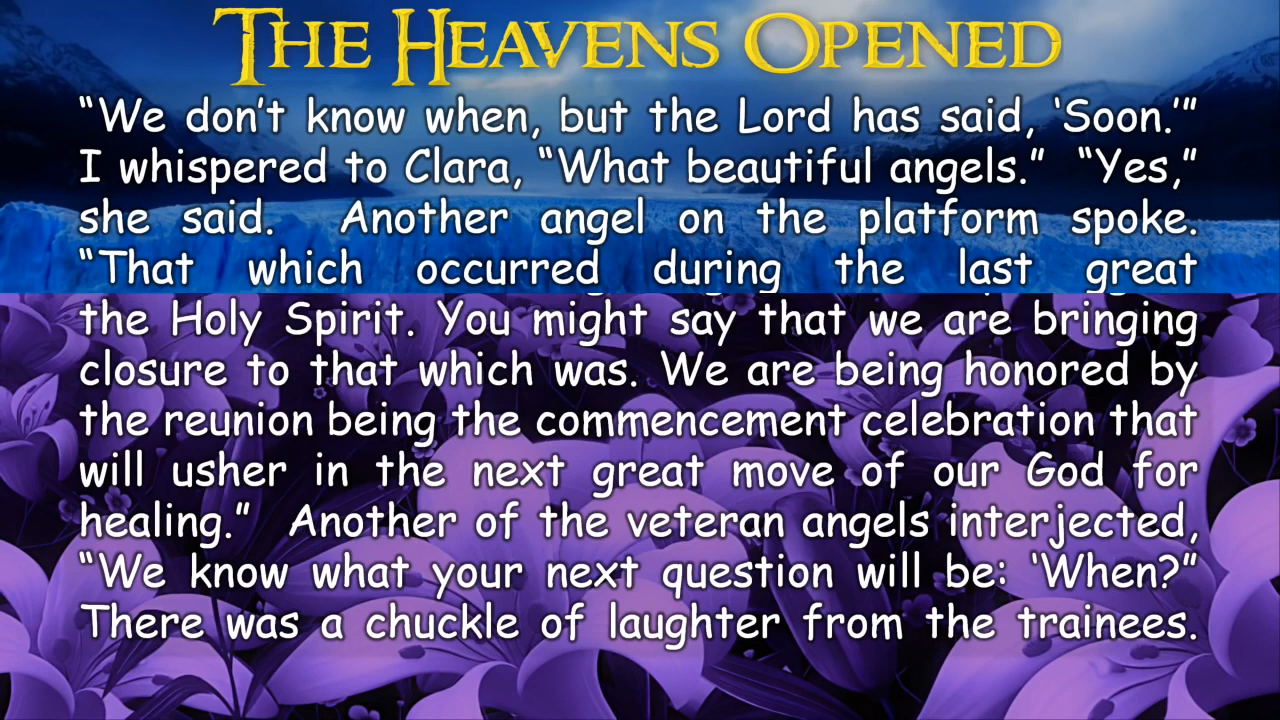 THE HEAVENS OPENED
“We don’t know when, but the Lord has said, ‘Soon.’”
I whispered to Clara, “What beautiful angels.” “Yes,”
she said. Another angel on the platform spoke.
“That which occurred during the last great
the Holy Spirit. You might say that we are bringing
closure to that which was. We are being honored by
the reunion being the commencement celebration that
will usher in the next great move of our God for
healing.” Another of the veteran angels interjected,
“We know what your next question will be: ‘When?”
There was a chuckle of laughter from the trainees.